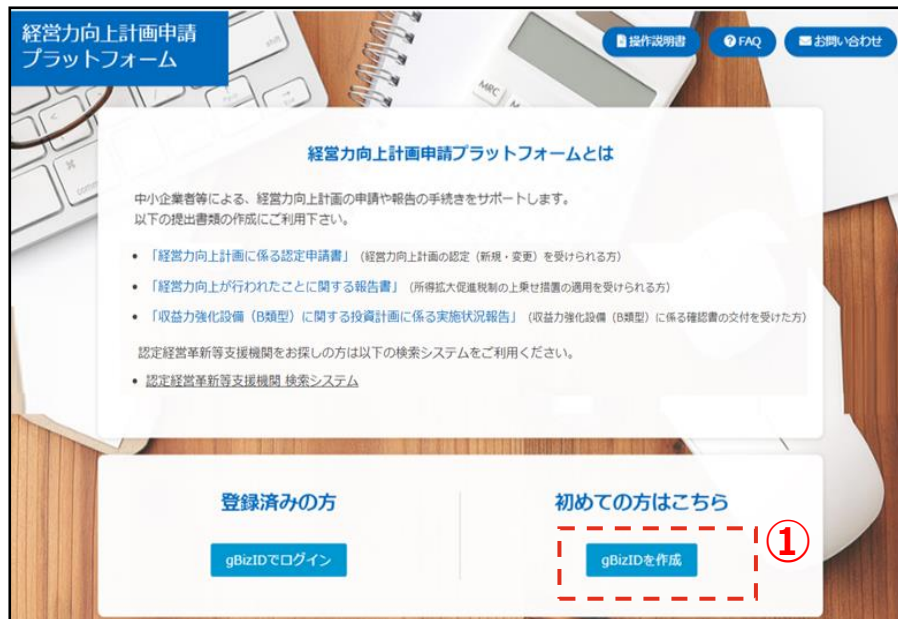 経営力向上計画申請
プラットフォーム
操作説明書
FAQ
お問い合わせ
経営力向上計画申請プラットフォームとは
中小企業者等による、経営力向上計画の申請や報告の手続きをサポートします。
以下の提出書類の作成にご利用下さい。
• 「経営力向上計画に係る認定申請書」（経営力向上計画の認定（新規・変更）を受けられる方）
• 「経営力向上が行われたことに関する報告書」（所得拡大促進税制の上乗せ措置の適用を受けられる方）
• 「収益力強化設備（B類型）に関する投資計画に係る実施状況報告」（収益力強化設備（B類型）に係る確認書の交付を受けた方）
認定経営革新等支援機関をお探しの方は以下の検索システムをご利用ください。
• 認定経営革新等支援機関 検索システム
登録済みの方
初めての方はこちら
gBizIDでログイン
gBizIDを作成
①
MRC
shift